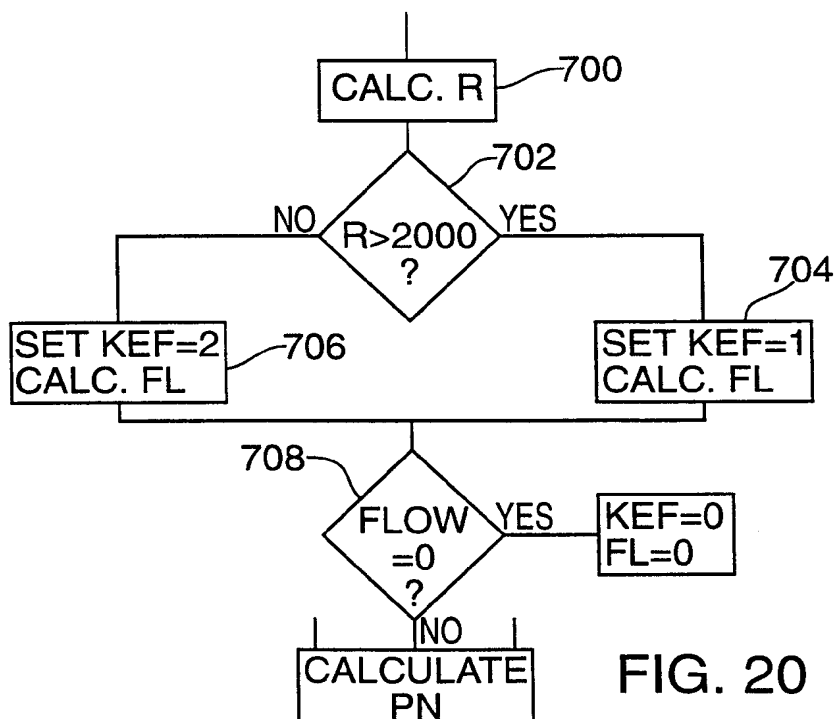 CALC. R
700
702
NO
R>2000
?
YES
704
SET KEF=2
CALC. FL
706
SET KEF=1
CALC. FL
708
FLOW
=0
?
YES
KEF=0
FL=0
NO
CALCULATE
PN
FIG. 20